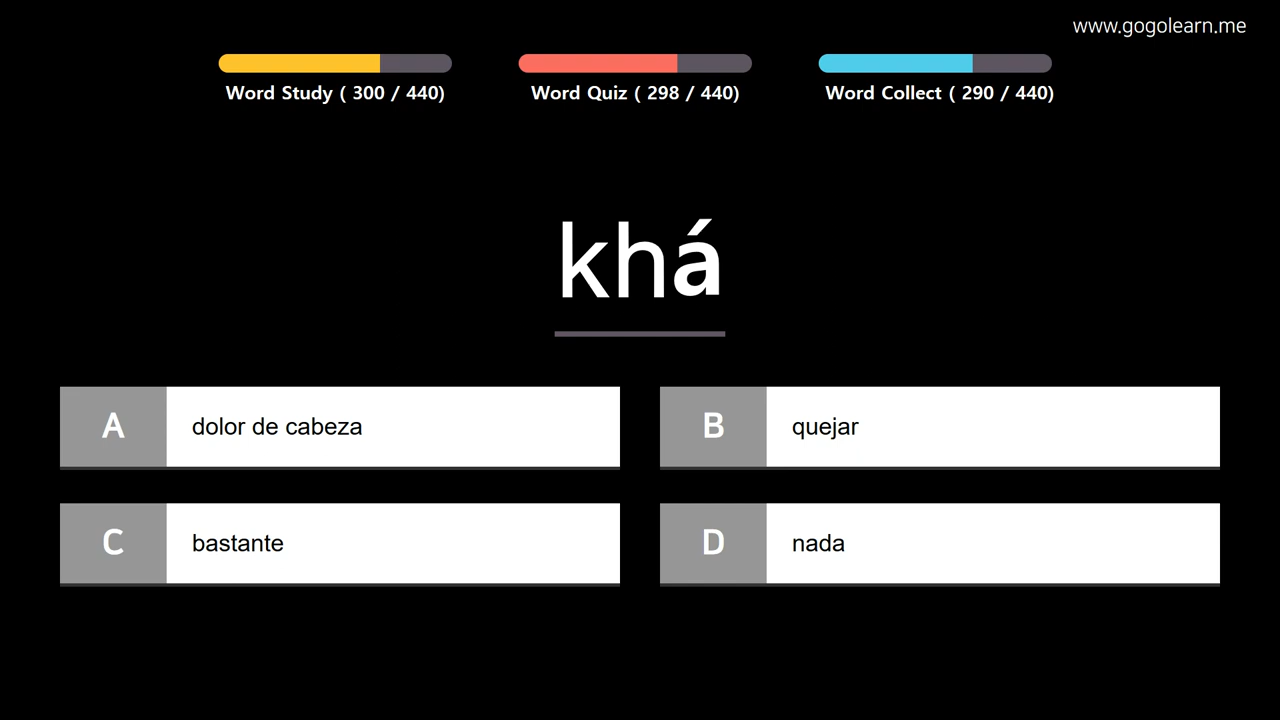 www.gogolearn.me
Word Study ( 300 / 440)
Word Quiz ( 298 / 440)
Word Collect ( 290 / 440)
khá
A dolor de cabeza
B quejar
C bastante
D nada